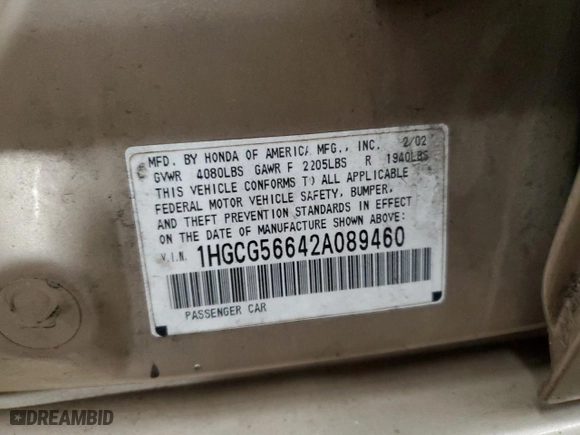 MFD. BY HONDA OF AMERICA MFG., INC. 2/02
GVWR 4080LBS GAWR F 2205LBS R 1940LBS
THIS VEHICLE CONFORMS TO ALL APPLICABLE
FEDERAL MOTOR VEHICLE SAFETY, BUMPER,
AND THEFT PREVENTION STANDARDS IN EFFECT
ON THE DATE OF MANUFACTURE SHOWN ABOVE:
V.I.N. 1HGCG56642A089460
PASSENGER CAR
DREAMBID